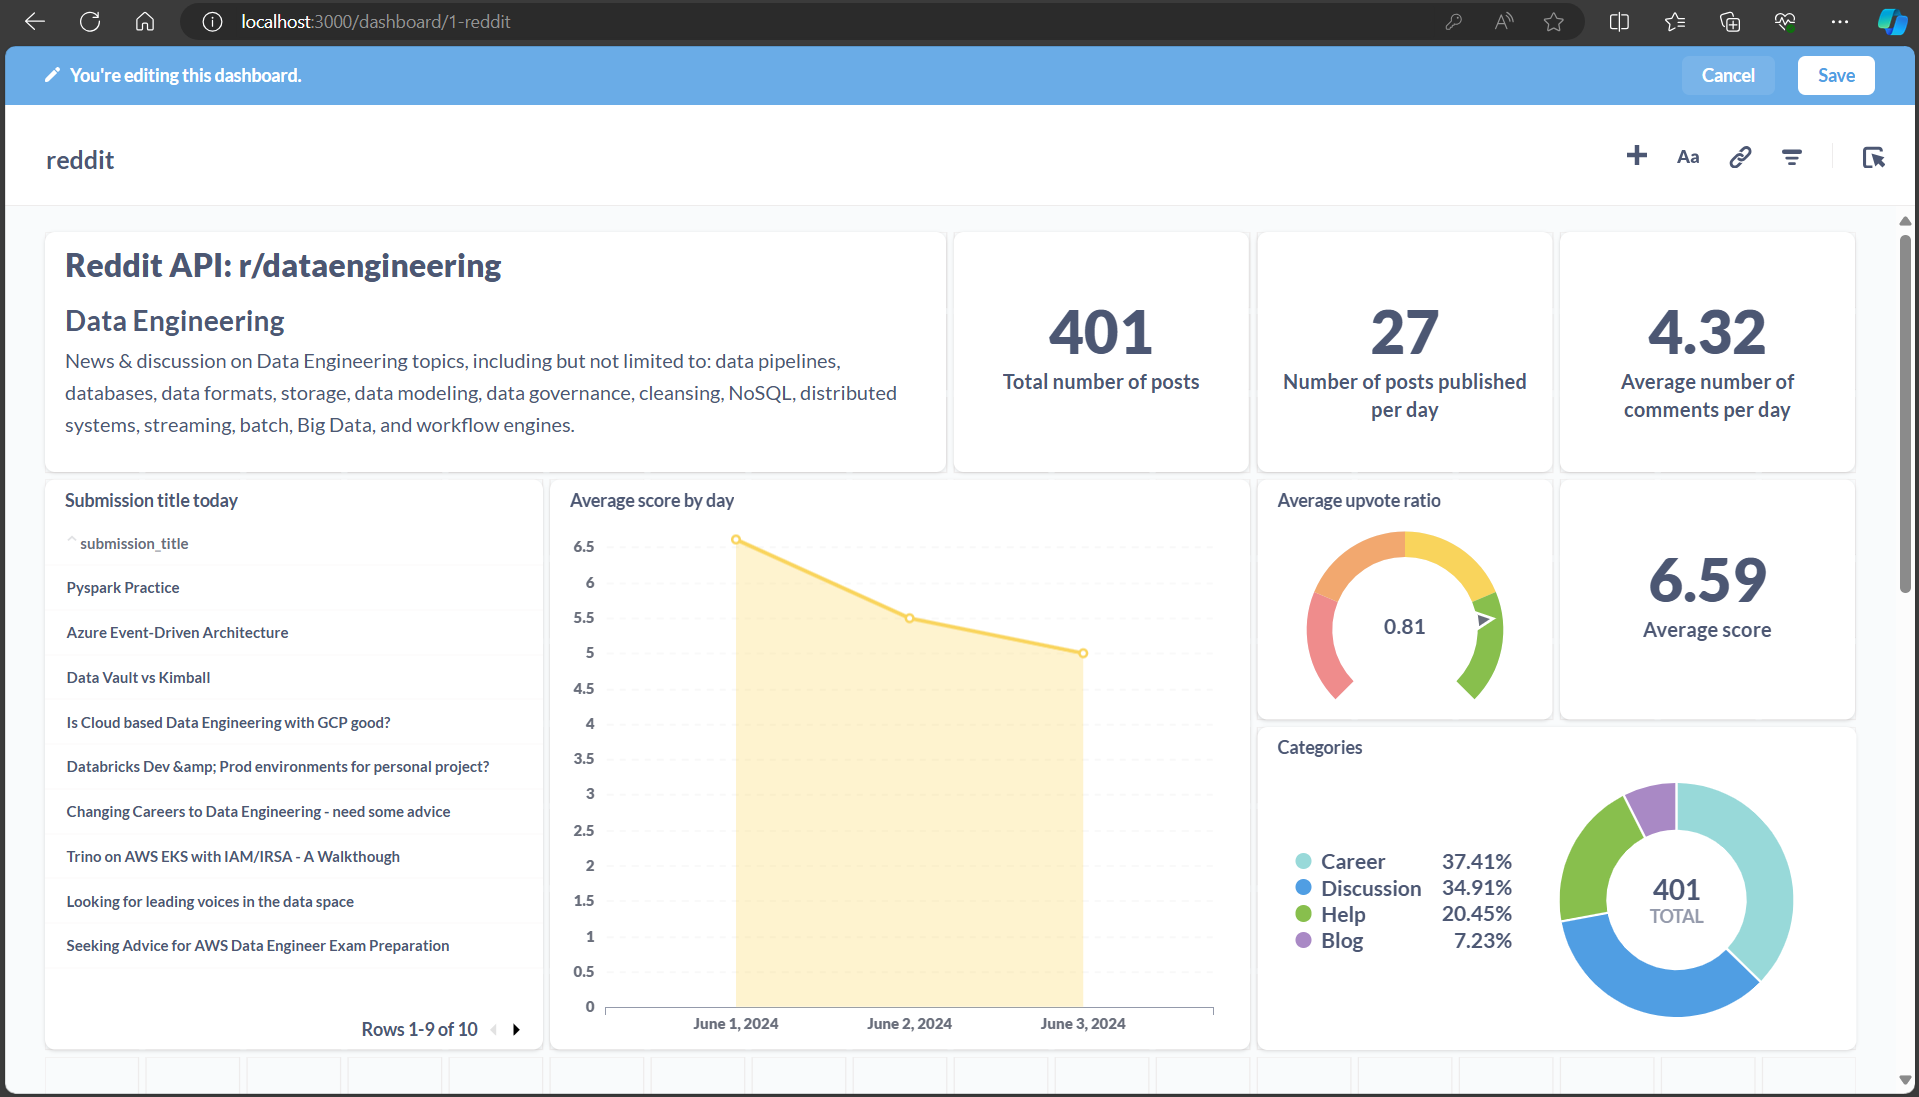 localhost:3000/dashboard/1-reddit
You're editing this dashboard.
Cancel
Save
reddit
Aa
Reddit API: r/dataengineering
Data Engineering
News & discussion on Data Engineering topics, including but not limited to: data pipelines,
databases, data formats, storage, data modeling, data governance, cleansing, NoSQL, distributed
systems, streaming, batch, Big Data, and workflow engines.
401
Total number of posts
27
Number of posts published
per day
4.32
Average number of
comments per day
Submission title today
submission_title
Pyspark Practice
Azure Event-Driven Architecture
Data Vault vs Kimball
Is Cloud based Data Engineering with GCP good?
Databricks Dev &amp; Prod environments for personal project?
Changing Careers to Data Engineering - need some advice
Trino on AWS EKS with IAM/IRSA - A Walkthough
Looking for leading voices in the data space
Seeking Advice for AWS Data Engineer Exam Preparation
Rows 1-9 of 10
Average score by day
6.5
6
5.5
5
4.5
4
3.5
3
2.5
2
1.5
1
0.5
0
June 1, 2024
June 2, 2024
June 3, 2024
Average upvote ratio
0.81
6.59
Average score
Categories
Career 37.41%
Discussion 34.91%
Help 20.45%
Blog 7.23%
401
TOTAL